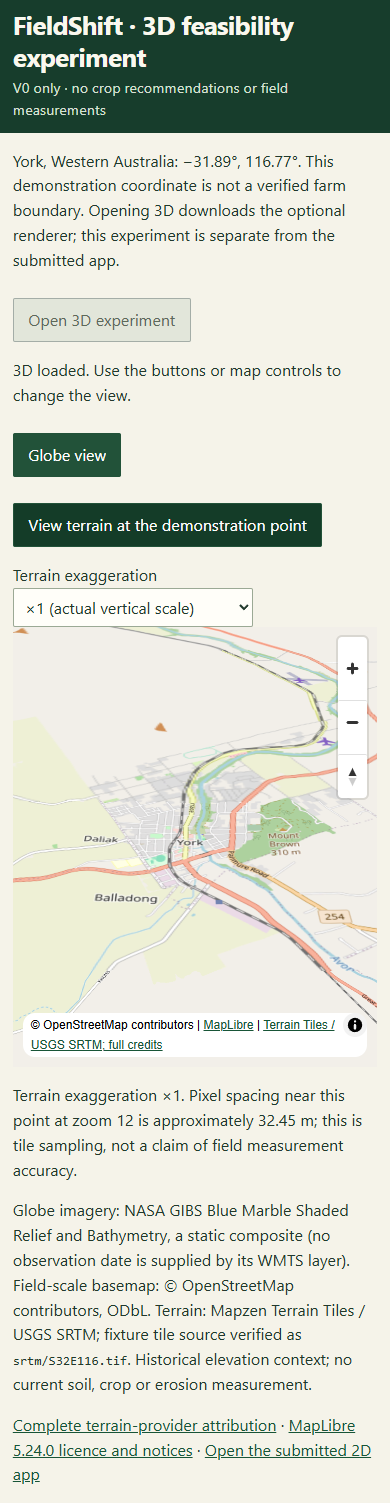 FieldShift · 3D feasibility
experiment
V0 only · no crop recommendations or field
measurements
York, Western Australia: −31.89°, 116.77°. This
demonstration coordinate is not a verified farm
boundary. Opening 3D downloads the optional
renderer; this experiment is separate from the
submitted app.
Open 3D experiment
3D loaded. Use the buttons or map controls to
change the view.
Globe view
View terrain at the demonstration point
Terrain exaggeration
×1 (actual vertical scale)
Daliak
York
Mount
Brown
310 m
Balladong
254
© OpenStreetMap contributors | MapLibre | Terrain Tiles /
USGS SRTM; full credits
Terrain exaggeration ×1. Pixel spacing near this
point at zoom 12 is approximately 32.45 m; this is
tile sampling, not a claim of field measurement
accuracy.
Globe imagery: NASA GIBS Blue Marble Shaded
Relief and Bathymetry, a static composite (no
observation date is supplied by its WMTS layer).
Field-scale basemap: © OpenStreetMap
contributors, ODbL. Terrain: Mapzen Terrain Tiles /
USGS SRTM; fixture tile source verified as
srtm/S32E116.tif. Historical elevation context; no
current soil, crop or erosion measurement.
Complete terrain-provider attribution · MapLibre
5.24.0 licence and notices · Open the submitted 2D
app